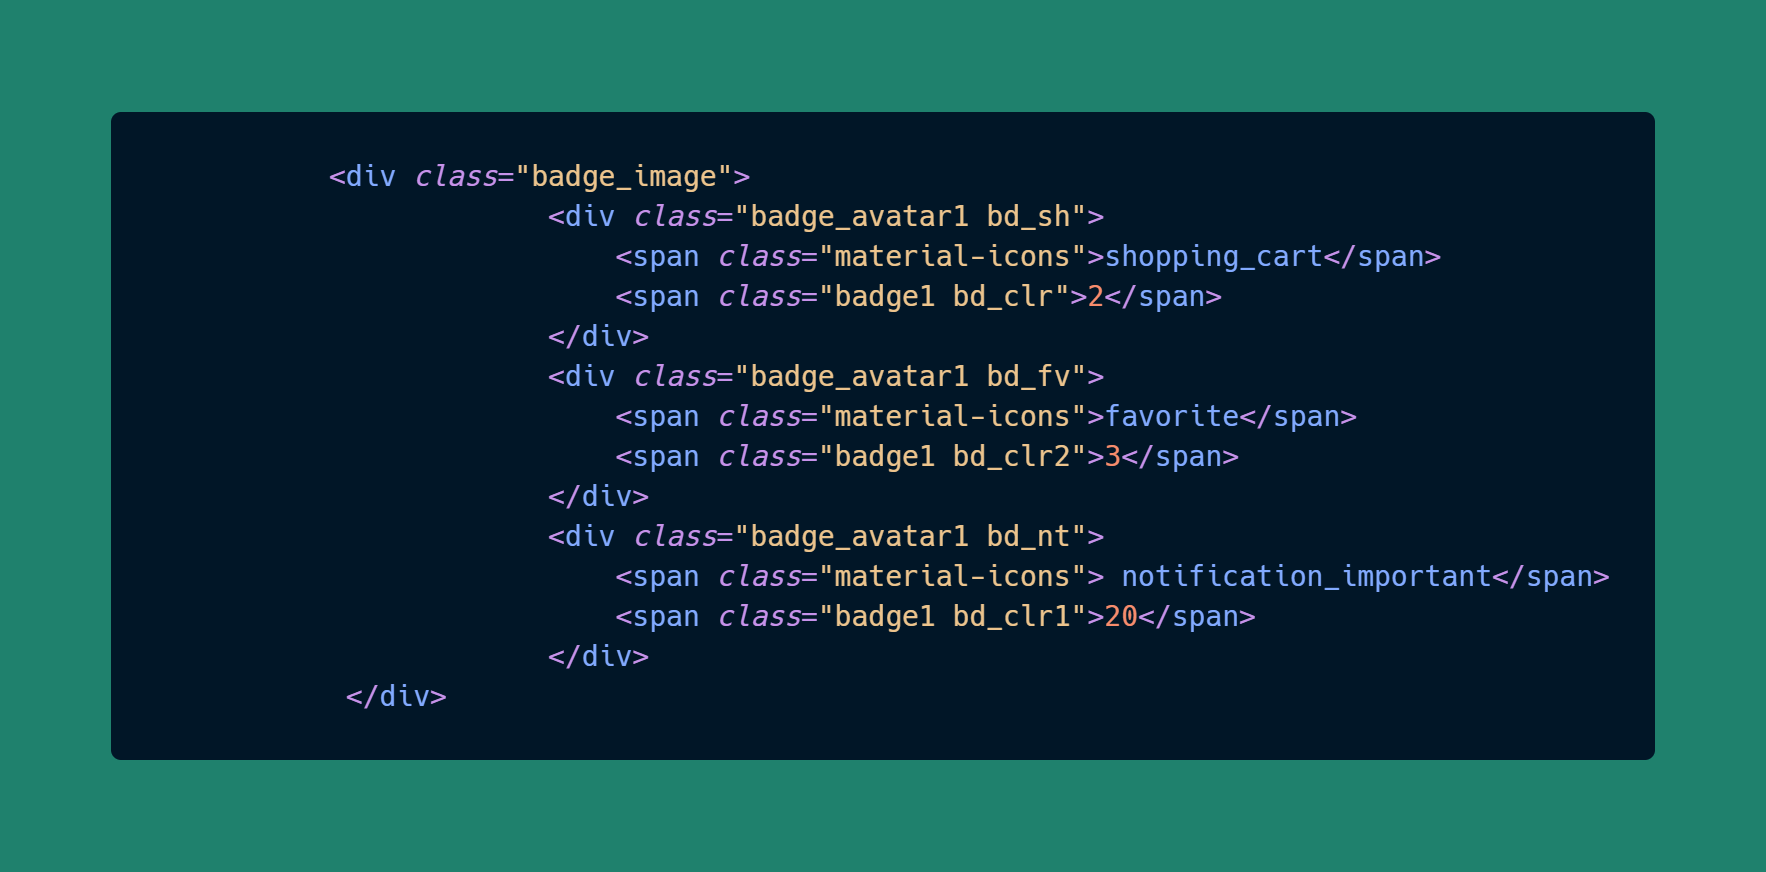 <div class="badge_image">
<div class="badge_avatar1 bd_sh">
<span class="material-icons">shopping_cart</span>
<span class="badge1 bd_clr">2</span>
</div>
<div class="badge_avatar1 bd_fv">
<span class="material-icons">favorite</span>
<span class="badge1 bd_clr2">3</span>
</div>
<div class="badge_avatar1 bd_nt">
<span class="material-icons"> notification_important</span>
<span class="badge1 bd_clr1">20</span>
</div>
</div>